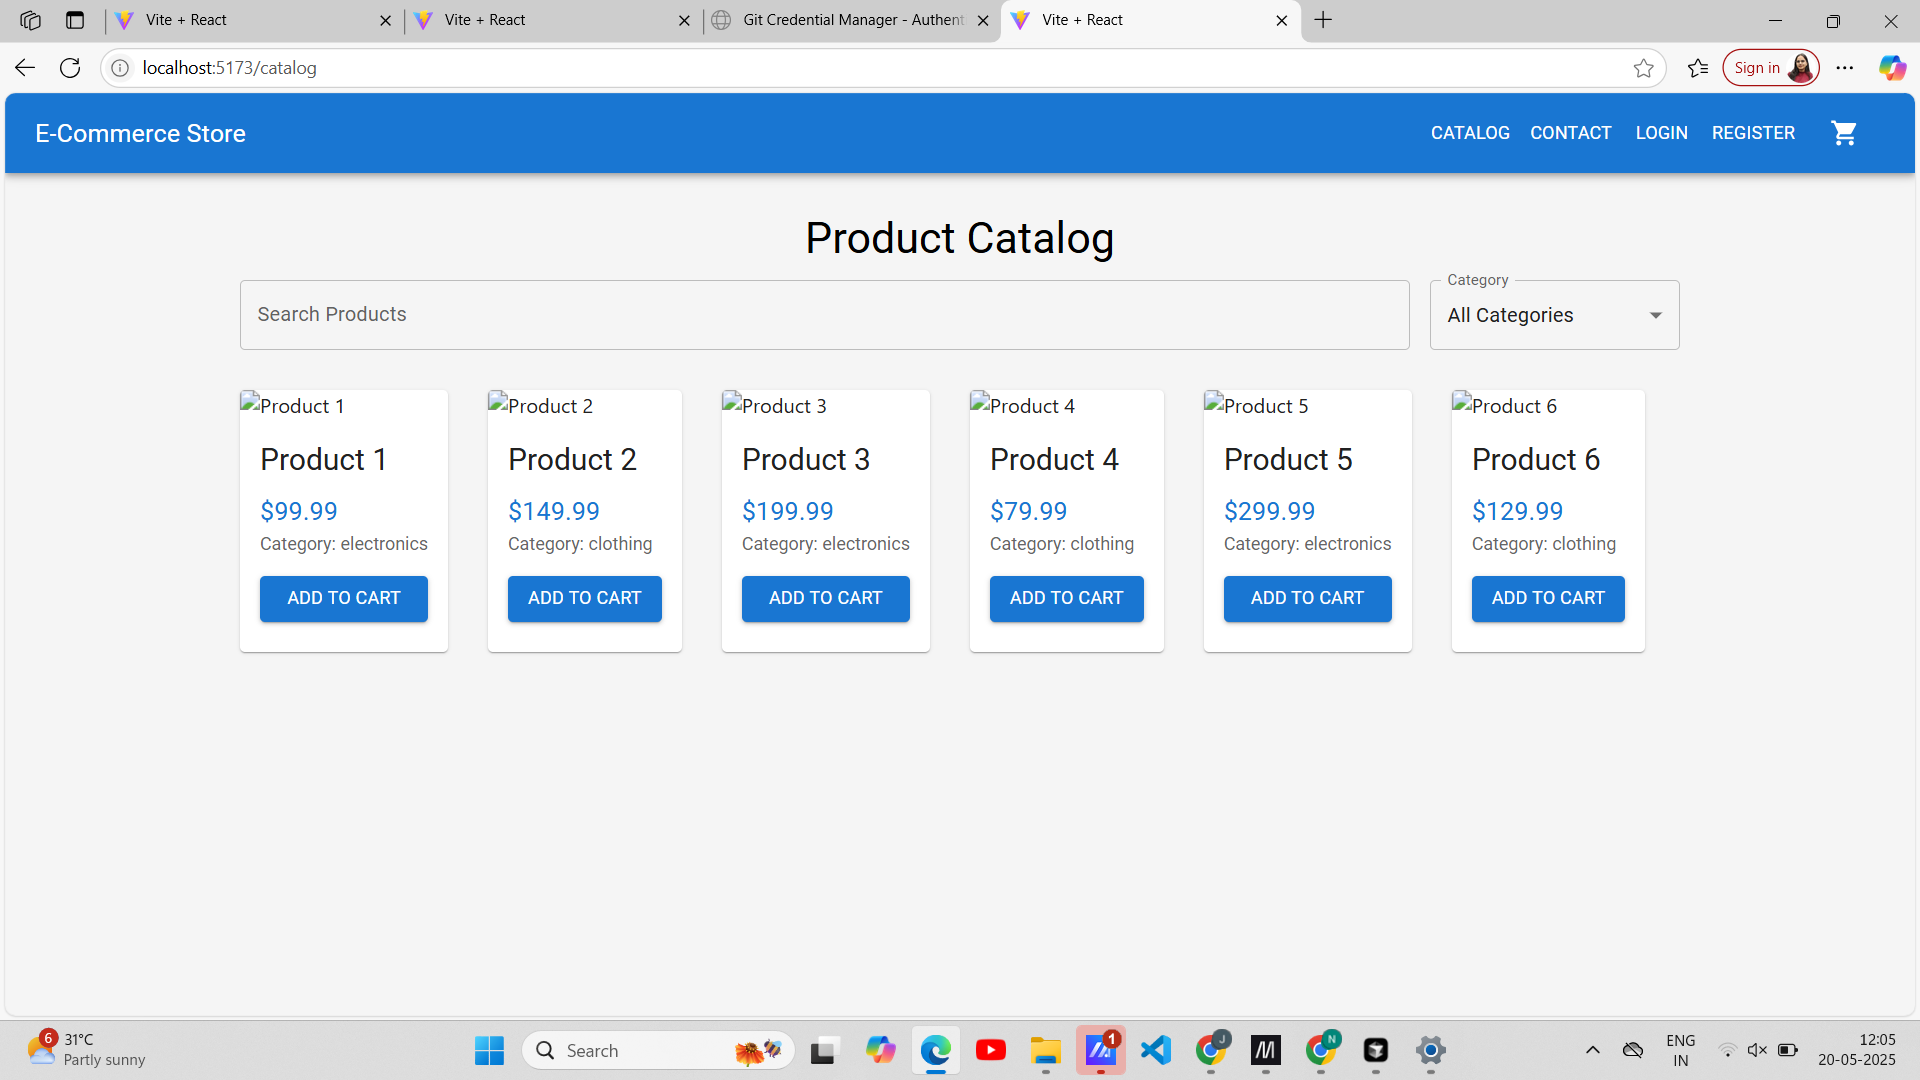 Vite + React
Vite + React
Git Credential Manager - Authent
Vite + React
localhost:5173/catalog
Sign in
E-Commerce Store
CATALOG
CONTACT
LOGIN
REGISTER
Product Catalog
Search Products
Category
All Categories
Product 1
Product 1
$99.99
Category: electronics
ADD TO CART
Product 2
Product 2
$149.99
Category: clothing
ADD TO CART
Product 3
Product 3
$199.99
Category: electronics
ADD TO CART
Product 4
Product 4
$79.99
Category: clothing
ADD TO CART
Product 5
Product 5
$299.99
Category: electronics
ADD TO CART
Product 6
Product 6
$129.99
Category: clothing
ADD TO CART
6
31°C
Partly sunny
Search
1
J
N
ENG
IN
12:05
20-05-2025